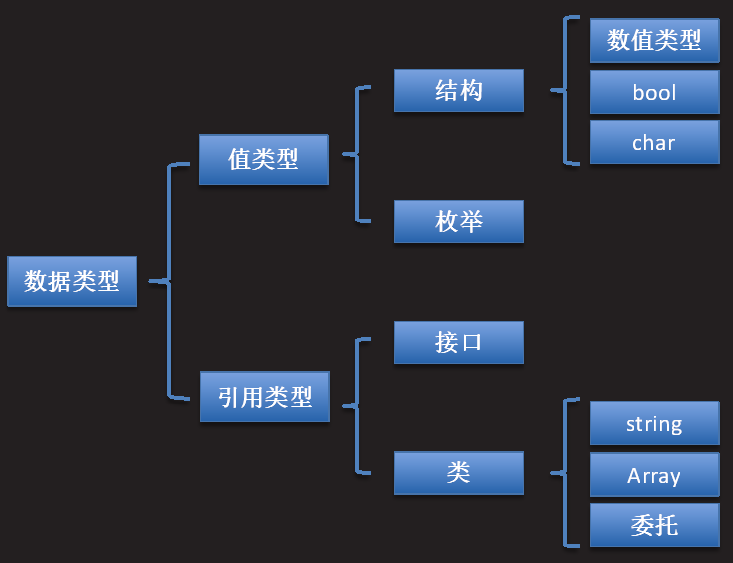 数据类型
值类型
结构
数值类型
bool
char
枚举
引用类型
接口
类
string
Array
委托